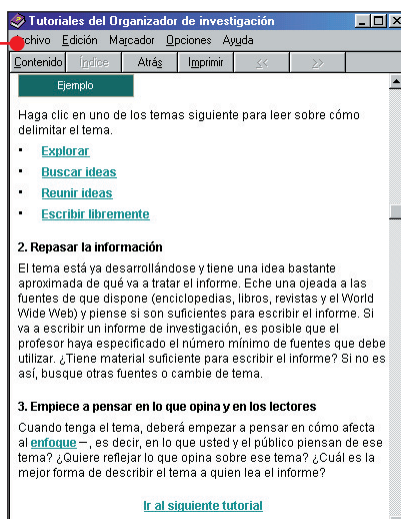 Tutoriales del Organizador de investigación
Archivo Edición Marcador Opciones Ayuda
Contenido Índice Atrás Imprimir << >>
Ejemplo
Haga clic en uno de los temas siguiente para leer sobre cómo
delimitar el tema.
• Explorar
• Buscar ideas
• Reunir ideas
• Escribir libremente
2. Repasar la información
El tema está ya desarrollándose y tiene una idea bastante
aproximada de qué va a tratar el informe. Eche una ojeada a las
fuentes de que dispone (enciclopedias, libros, revistas y el World
Wide Web) y piense si son suficientes para escribir el informe. Si
va a escribir un informe de investigación, es posible que el
profesor haya especificado el número mínimo de fuentes que debe
utilizar. ¿Tiene material suficiente para escribir el informe? Si no es
así, busque otras fuentes o cambie de tema.
3. Empiece a pensar en lo que opina y en los lectores
Cuando tenga el tema, deberá empezar a pensar en cómo afecta
al enfoque—, es decir, en lo que usted y el público piensan de ese
tema? ¿Quiere reflejar lo que opina sobre ese tema? ¿Cuál es la
mejor forma de describir el tema a quien lea el informe?
Ir al siguiente tutorial